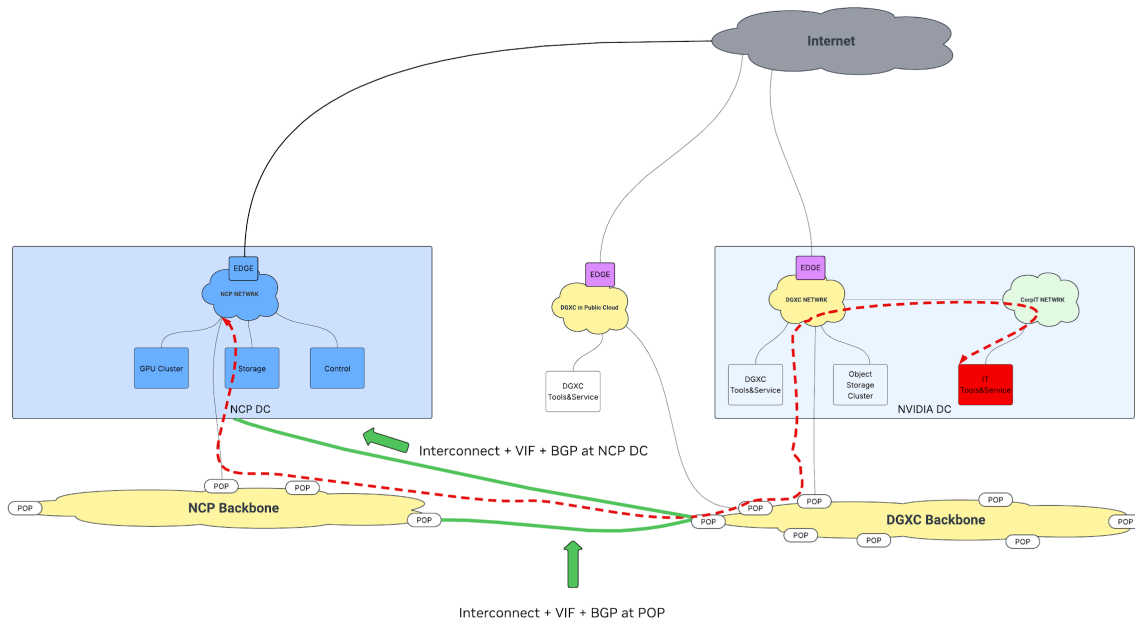 Internet
EDGE
NCP NETWRK
GPU Cluster
Storage
Control
NCP DC
EDGE
DGXC in Public Cloud
DGXC
Tools&Service
EDGE
DGXC NETWRK
CorpIT NETWRK
DGXC
Tools&Service
Object
Storage
Cluster
IT
Tools&Service
NVIDIA DC
Interconnect + VIF + BGP at NCP DC
POP
POP
POP
NCP Backbone
POP
POP
POP
POP
POP
DGXC Backbone
POP
POP
POP
POP
POP
Interconnect + VIF + BGP at POP